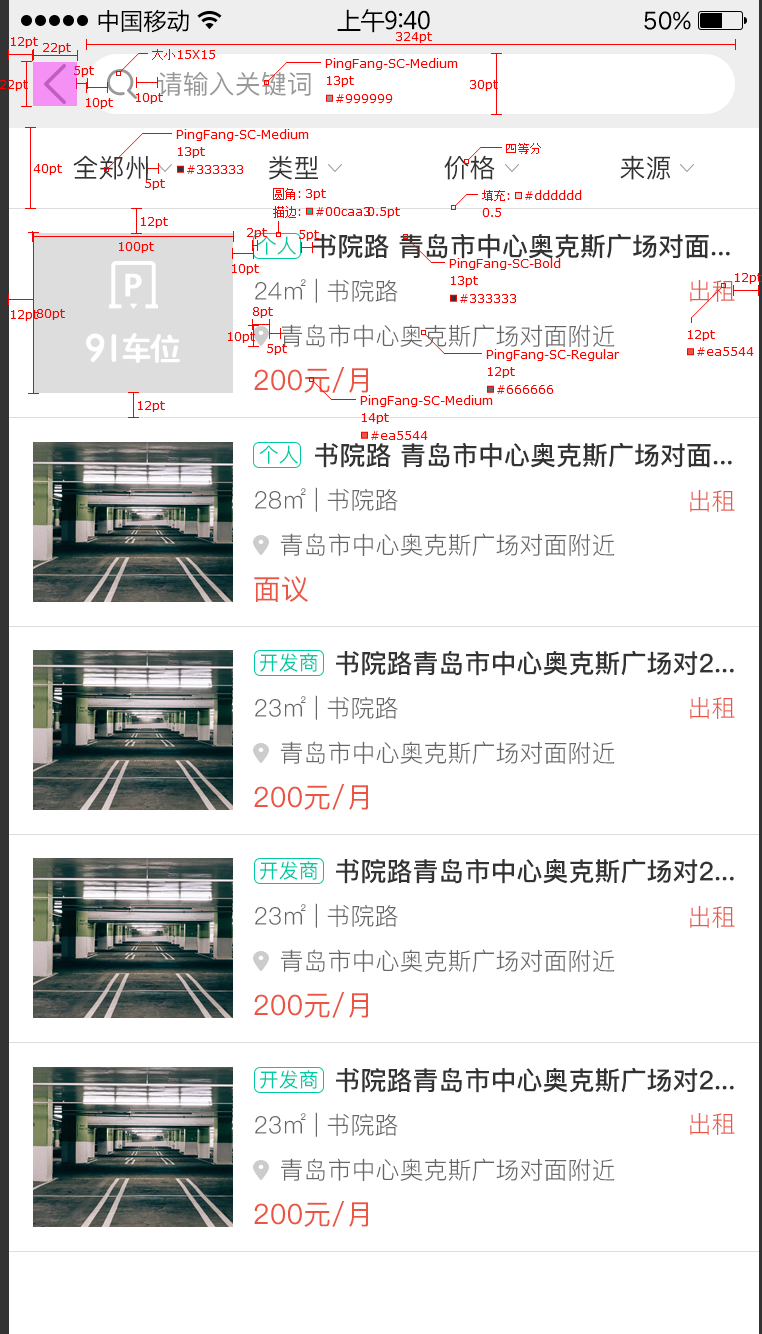 中国移动 上午9:40 50%
324pt
12pt 22pt 大小15X15
PingFang-SC-Medium
5pt
13pt
22pt 请输入关键词 30pt
10pt 10pt #999999
PingFang-SC-Medium
13pt 四等分
40pt 全郑州 #333333 类型 价格 来源
5pt
圆角: 3pt 填充: #dddddd
描边: #00caa3 0.5pt 0.5
12pt
2pt 5pt
100pt 个人 书院路 青岛市中心奥克斯广场对面...
10pt PingFang-SC-Bold
13pt
24㎡ | 书院路 出租 12pt
#333333
12pt 80pt P 8pt
10pt 青岛市中心奥克斯广场对面附近 12pt
91车位 5pt PingFang-SC-Regular #ea5544
12pt
200元/月 #666666
12pt PingFang-SC-Medium
14pt
#ea5544
个人 书院路 青岛市中心奥克斯广场对面...
28㎡ | 书院路 出租
青岛市中心奥克斯广场对面附近
面议
开发商 书院路青岛市中心奥克斯广场对2...
23㎡ | 书院路 出租
青岛市中心奥克斯广场对面附近
200元/月
开发商 书院路青岛市中心奥克斯广场对2...
23㎡ | 书院路 出租
青岛市中心奥克斯广场对面附近
200元/月
开发商 书院路青岛市中心奥克斯广场对2...
23㎡ | 书院路 出租
青岛市中心奥克斯广场对面附近
200元/月